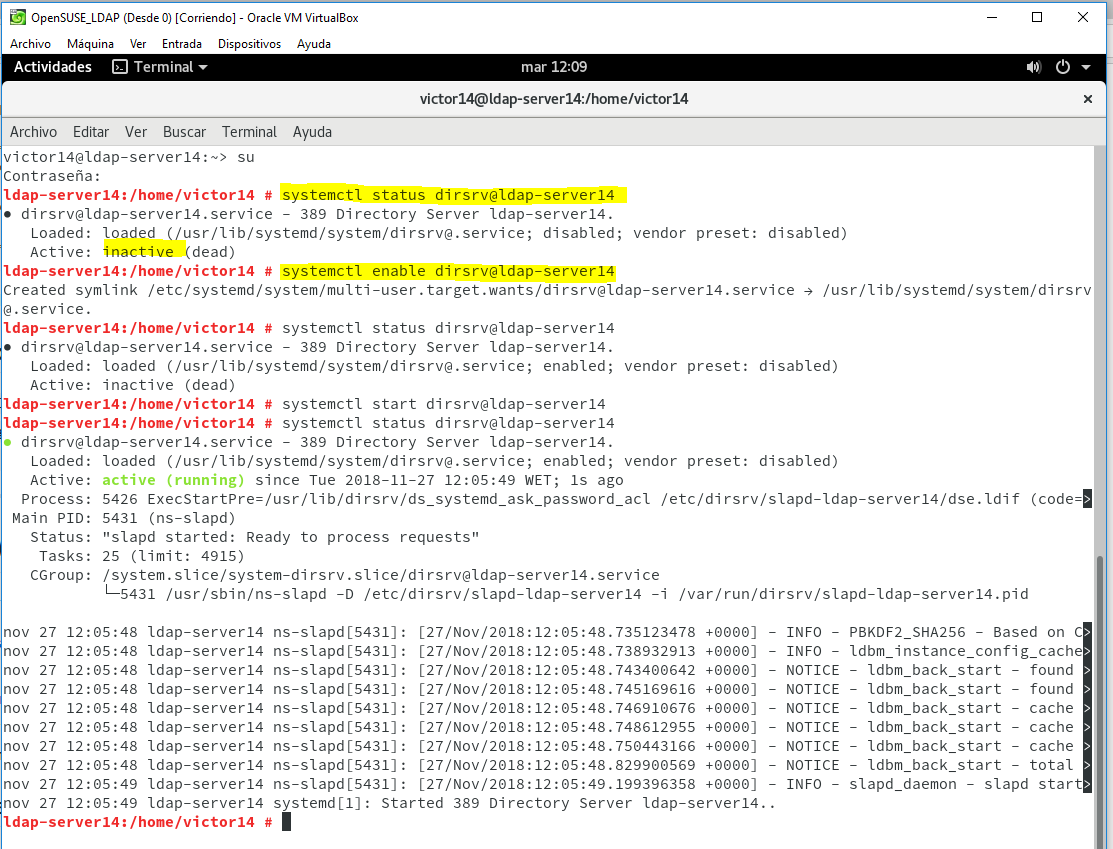 OpenSUSE_LDAP (Desde 0) [Corriendo] - Oracle VM VirtualBox
Archivo Máquina Ver Entrada Dispositivos Ayuda
Actividades Terminal mar 12:09
victor14@ldap-server14:/home/victor14
Archivo Editar Ver Buscar Terminal Ayuda
victor14@ldap-server14:~> su
Contraseña:
ldap-server14:/home/victor14 # systemctl status dirsrv@ldap-server14
● dirsrv@ldap-server14.service - 389 Directory Server ldap-server14.
Loaded: loaded (/usr/lib/systemd/system/dirsrv@.service; disabled; vendor preset: disabled)
Active: inactive (dead)
ldap-server14:/home/victor14 # systemctl enable dirsrv@ldap-server14
Created symlink /etc/systemd/system/multi-user.target.wants/dirsrv@ldap-server14.service → /usr/lib/systemd/system/dirsrv
@.service.
ldap-server14:/home/victor14 # systemctl status dirsrv@ldap-server14
● dirsrv@ldap-server14.service - 389 Directory Server ldap-server14.
Loaded: loaded (/usr/lib/systemd/system/dirsrv@.service; enabled; vendor preset: disabled)
Active: inactive (dead)
ldap-server14:/home/victor14 # systemctl start dirsrv@ldap-server14
ldap-server14:/home/victor14 # systemctl status dirsrv@ldap-server14
● dirsrv@ldap-server14.service - 389 Directory Server ldap-server14.
Loaded: loaded (/usr/lib/systemd/system/dirsrv@.service; enabled; vendor preset: disabled)
Active: active (running) since Tue 2018-11-27 12:05:49 WET; 1s ago
Process: 5426 ExecStartPre=/usr/lib/dirsrv/ds_systemd_ask_password_acl /etc/dirsrv/slapd-ldap-server14/dse.ldif (code=>
Main PID: 5431 (ns-slapd)
Status: "slapd started: Ready to process requests"
Tasks: 25 (limit: 4915)
CGroup: /system.slice/system-dirsrv.slice/dirsrv@ldap-server14.service
└─5431 /usr/sbin/ns-slapd -D /etc/dirsrv/slapd-ldap-server14 -i /var/run/dirsrv/slapd-ldap-server14.pid
nov 27 12:05:48 ldap-server14 ns-slapd[5431]: [27/Nov/2018:12:05:48.735123478 +0000] - INFO - PBKDF2_SHA256 - Based on C>
nov 27 12:05:48 ldap-server14 ns-slapd[5431]: [27/Nov/2018:12:05:48.738932913 +0000] - INFO - ldbm_instance_config_cache>
nov 27 12:05:48 ldap-server14 ns-slapd[5431]: [27/Nov/2018:12:05:48.743400642 +0000] - NOTICE - ldbm_back_start - found >
nov 27 12:05:48 ldap-server14 ns-slapd[5431]: [27/Nov/2018:12:05:48.745169616 +0000] - NOTICE - ldbm_back_start - found >
nov 27 12:05:48 ldap-server14 ns-slapd[5431]: [27/Nov/2018:12:05:48.746910676 +0000] - NOTICE - ldbm_back_start - cache >
nov 27 12:05:48 ldap-server14 ns-slapd[5431]: [27/Nov/2018:12:05:48.748612955 +0000] - NOTICE - ldbm_back_start - cache >
nov 27 12:05:48 ldap-server14 ns-slapd[5431]: [27/Nov/2018:12:05:48.750443166 +0000] - NOTICE - ldbm_back_start - cache >
nov 27 12:05:48 ldap-server14 ns-slapd[5431]: [27/Nov/2018:12:05:48.829900569 +0000] - NOTICE - ldbm_back_start - total >
nov 27 12:05:49 ldap-server14 ns-slapd[5431]: [27/Nov/2018:12:05:49.199396358 +0000] - INFO - slapd_daemon - slapd start>
nov 27 12:05:49 ldap-server14 systemd[1]: Started 389 Directory Server ldap-server14..
ldap-server14:/home/victor14 #